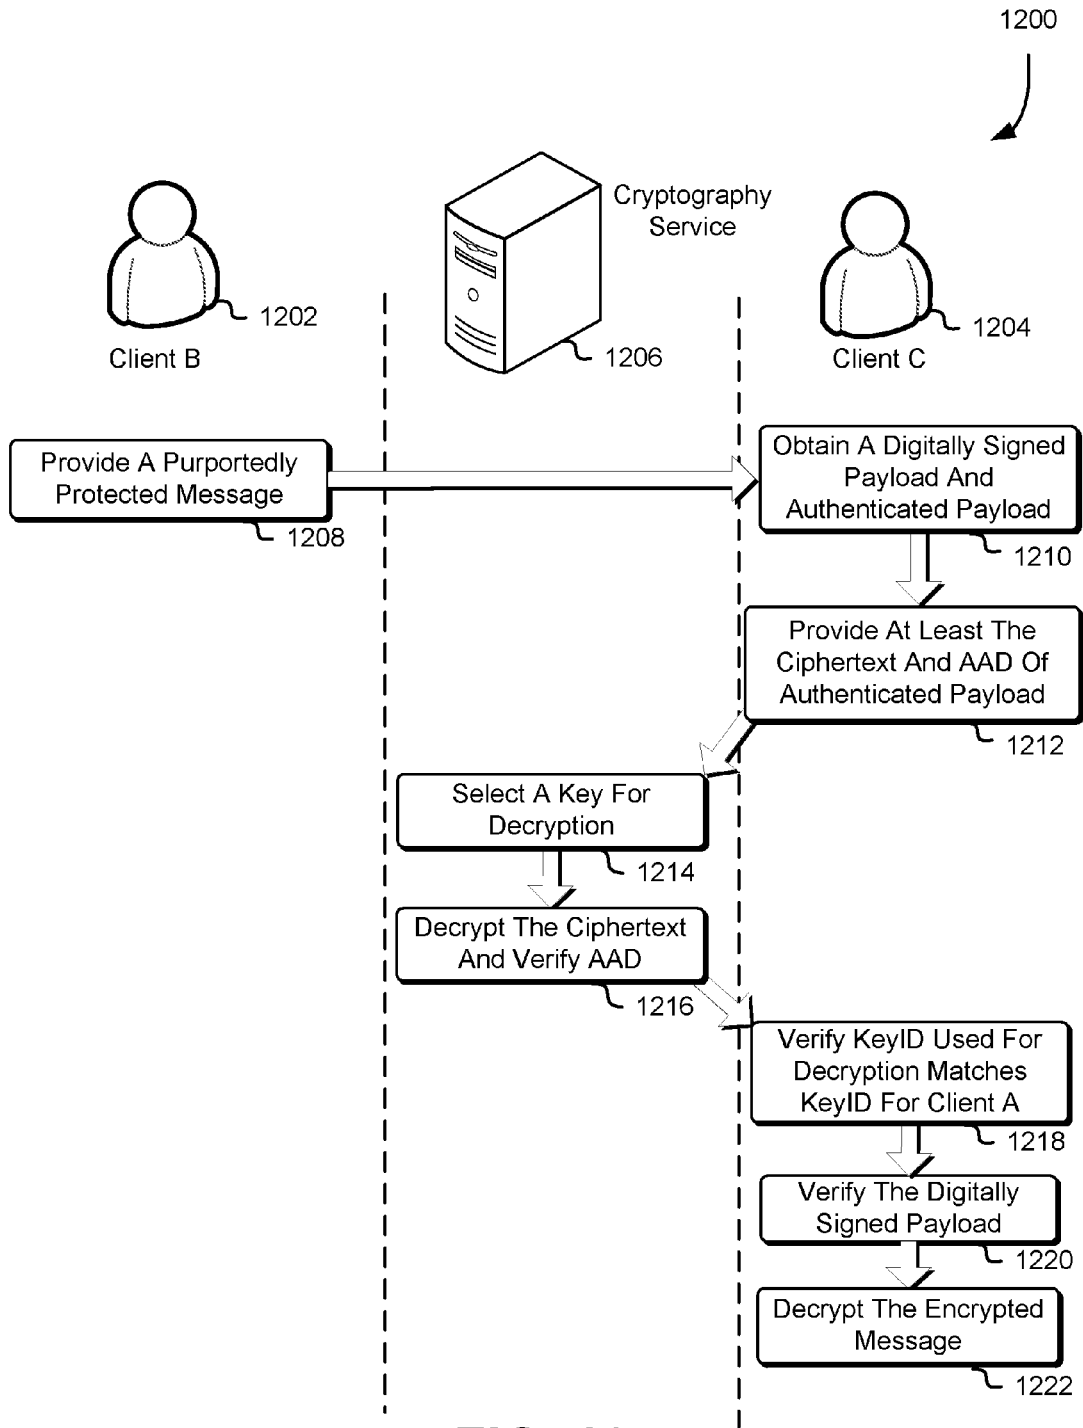 1200
Cryptography
Service
1202
1204
1206
Client B
Client C
Provide A Purportedly
Protected Message
1208
Obtain A Digitally Signed
Payload And
Authenticated Payload
1210
Provide At Least The
Ciphertext And AAD Of
Authenticated Payload
1212
Select A Key For
Decryption
1214
Decrypt The Ciphertext
And Verify AAD
1216
Verify KeyID Used For
Decryption Matches
KeyID For Client A
1218
Verify The Digitally
Signed Payload
1220
Decrypt The Encrypted
Message
1222